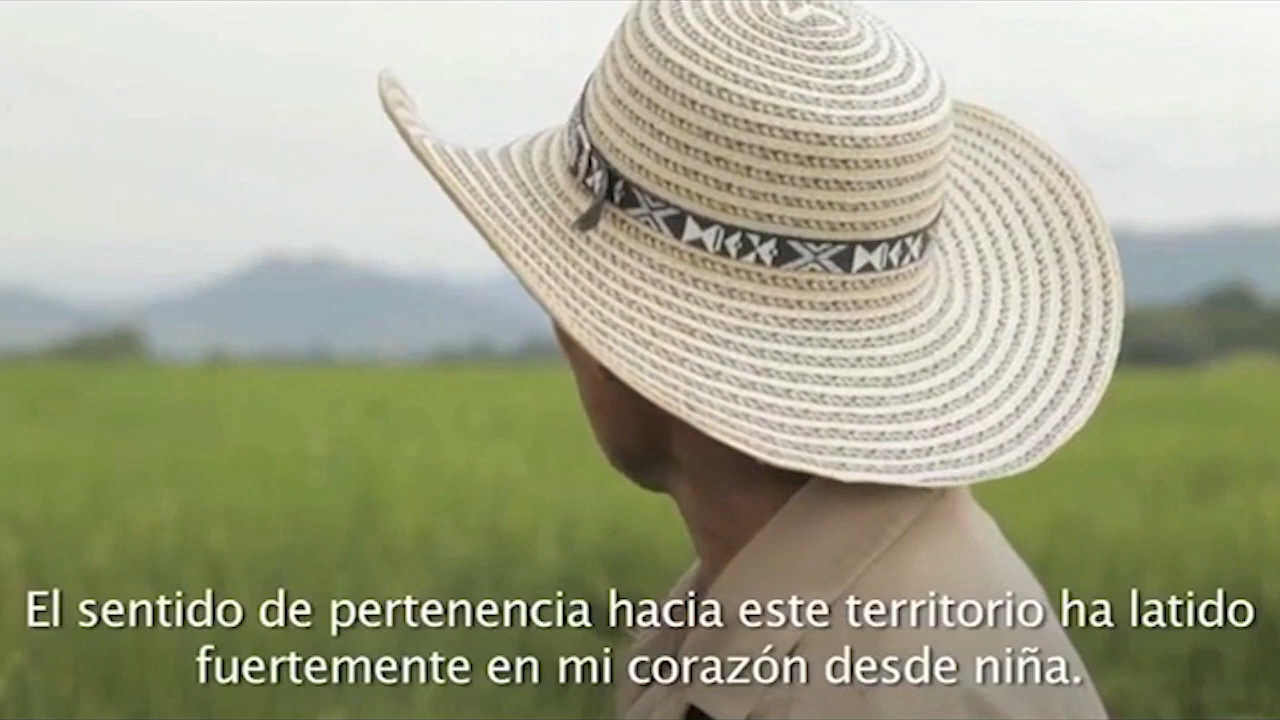 El sentido de pertenencia hacia este territorio ha latido
fuertemente en mi corazón desde niña.